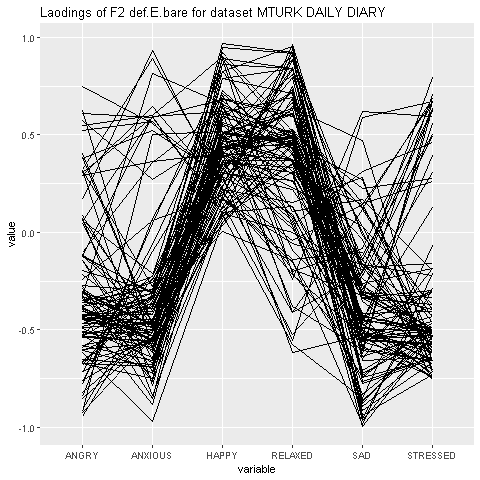 Laodings of F2 def.E.bare for dataset MTURK DAILY DIARY
1.0
0.5
0.0
-0.5
-1.0
value
ANGRY ANXIOUS HAPPY RELAXED SAD STRESSED
variable